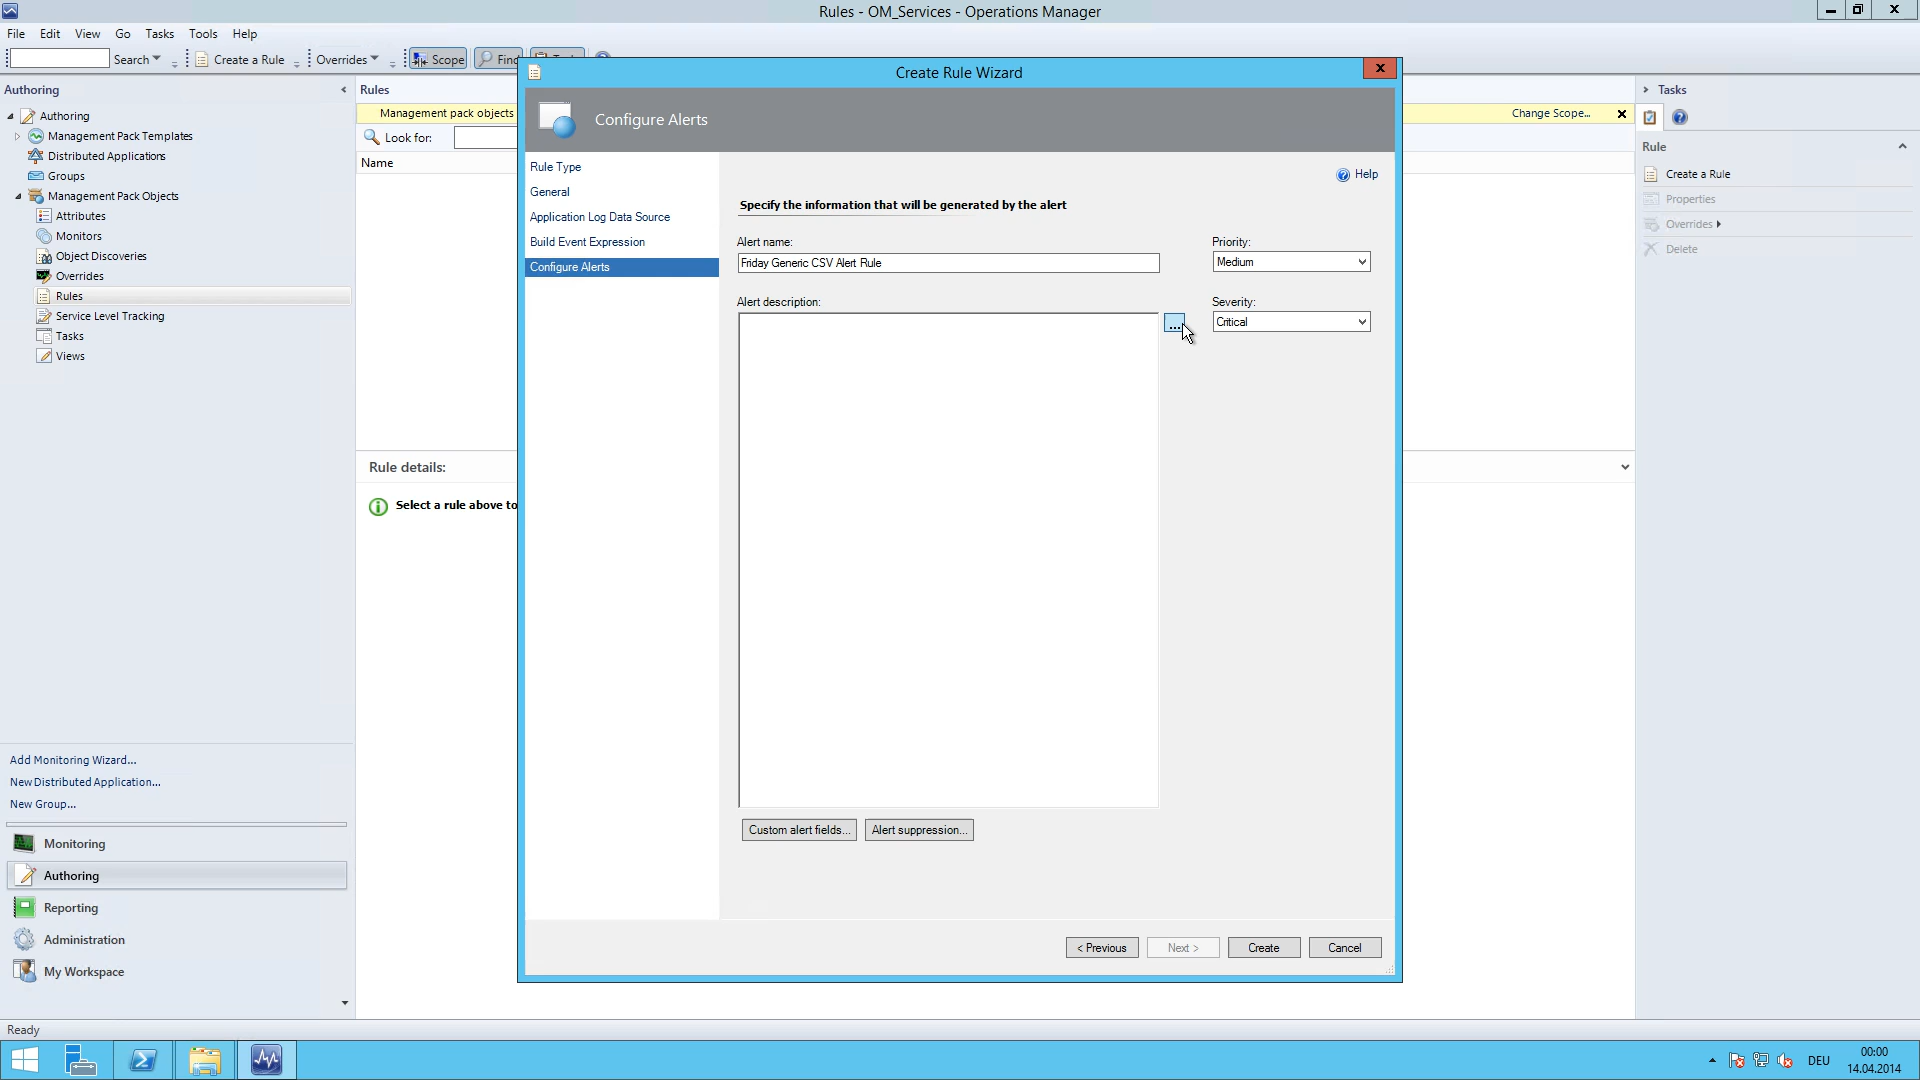 Rules - OM_Services - Operations Manager
File Edit View Go Tasks Tools Help
Search Create a Rule Overrides Scope Find
Authoring
Authoring
Management Pack Templates
Distributed Applications
Groups
Management Pack Objects
Attributes
Monitors
Object Discoveries
Overrides
Rules
Service Level Tracking
Tasks
Views
Add Monitoring Wizard...
New Distributed Application...
New Group...
Monitoring
Authoring
Reporting
Administration
My Workspace
Ready
Rules
Management pack objects
Change Scope...
Look for:
Name
Rule details:
Select a rule above to
Create Rule Wizard
Configure Alerts
Rule Type
General
Application Log Data Source
Build Event Expression
Configure Alerts
Help
Specify the information that will be generated by the alert
Alert name:
Priority:
Friday Generic CSV Alert Rule
Medium
Alert description:
Severity:
...
Critical
Custom alert fields...
Alert suppression...
< Previous
Next >
Create
Cancel
Tasks
Rule
Create a Rule
Properties
Overrides
Delete
DEU
00:00
14.04.2014